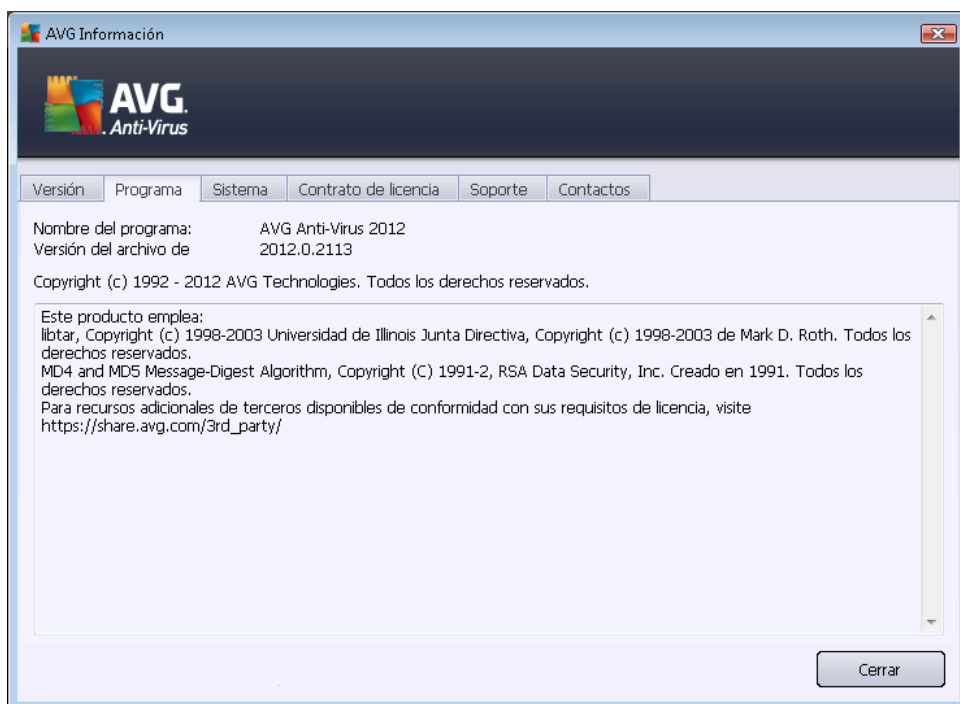 AVG Información
AVG.
Anti-Virus
Versión Programa Sistema Contrato de licencia Soporte Contactos
Nombre del programa: AVG Anti-Virus 2012
Versión del archivo de 2012.0.2113
Copyright (c) 1992 - 2012 AVG Technologies. Todos los derechos reservados.
Este producto emplea:
libtar, Copyright (c) 1998-2003 Universidad de Illinois Junta Directiva, Copyright (c) 1998-2003 de Mark D. Roth. Todos los
derechos reservados.
MD4 and MD5 Message-Digest Algorithm, Copyright (C) 1991-2, RSA Data Security, Inc. Creado en 1991. Todos los
derechos reservados.
Para recursos adicionales de terceros disponibles de conformidad con sus requisitos de licencia, visite
https://share.avg.com/3rd_party/
Cerrar